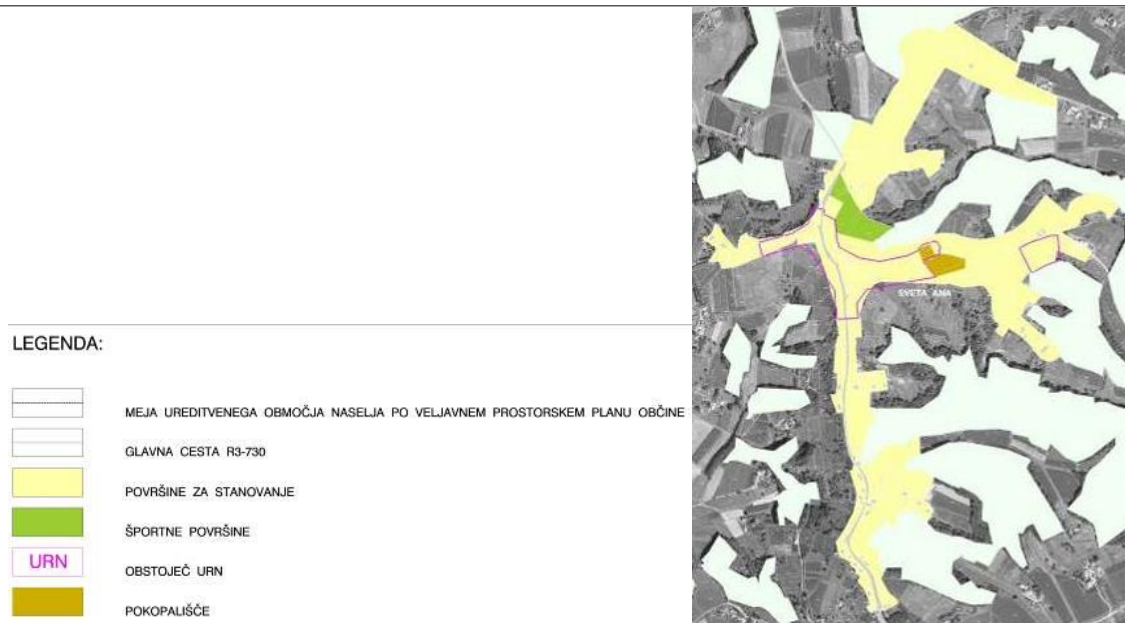 LEGENDA:
MEJA UREDITVENEGA OBMOČJA NASELJA PO VELJAVNEM PROSTORSKEM PLANU OBČINE
GLAVNA CESTA R3-730
POVRŠINE ZA STANOVANJE
ŠPORTNE POVRŠINE
URN OBSTOJEČ URN
POKOPALIŠČE
SVETA ANA